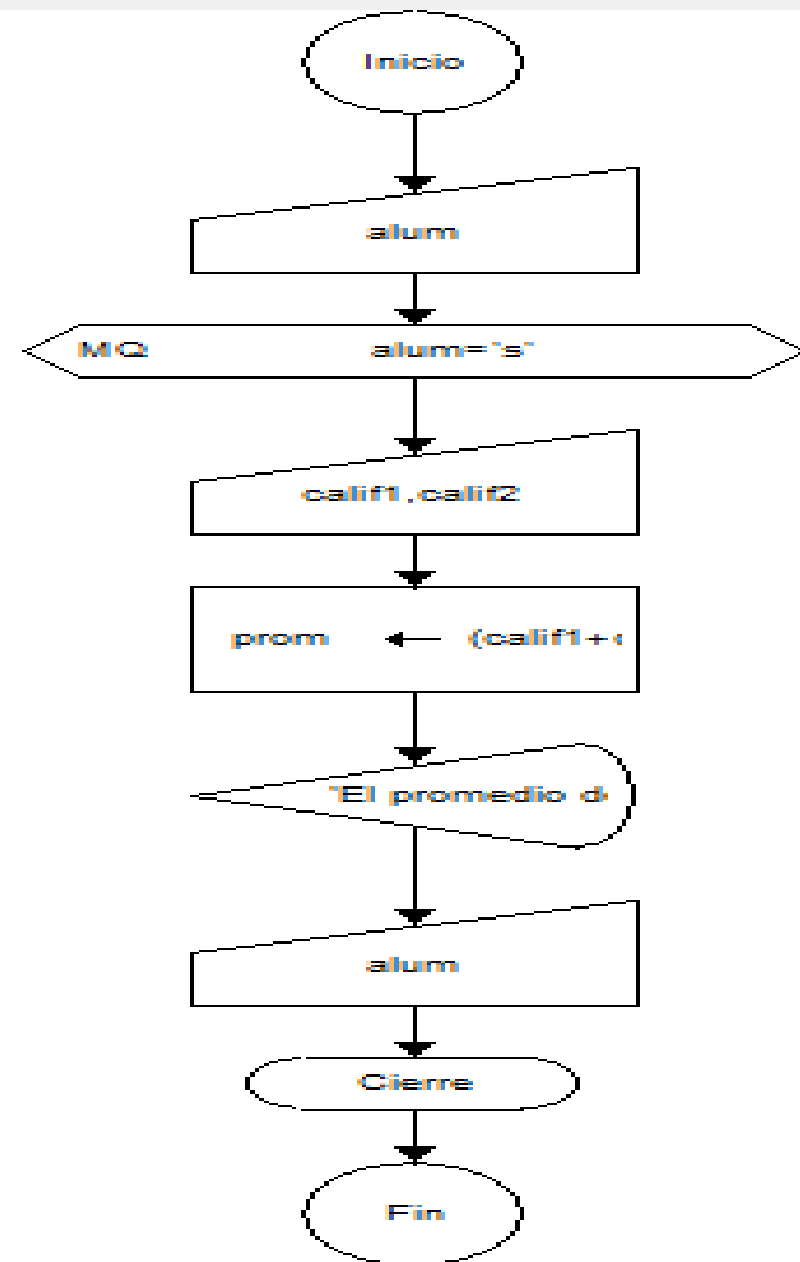 Inicio
alum
MQ alum="s"
calif1,calif2
prom ← (calif1+
"El promedio d
alum
Cierre
Fin